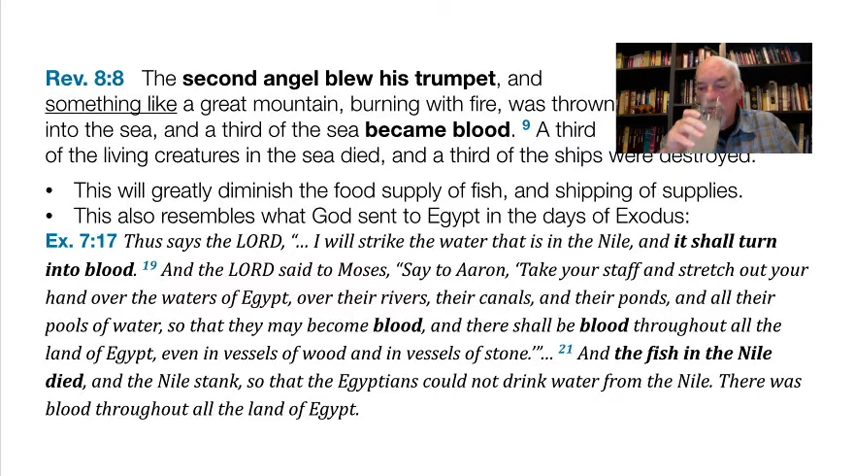 Rev. 8:8 The second angel blew his trumpet, and
something like a great mountain, burning with fire, was thrown
into the sea, and a third of the sea became blood. 9 A third
of the living creatures in the sea died, and a third of the ships were destroyed.
• This will greatly diminish the food supply of fish, and shipping of supplies.
• This also resembles what God sent to Egypt in the days of Exodus:
Ex. 7:17 Thus says the LORD, “... I will strike the water that is in the Nile, and it shall turn
into blood. 19 And the LORD said to Moses, “Say to Aaron, ‘Take your staff and stretch out your
hand over the waters of Egypt, over their rivers, their canals, and their ponds, and all their
pools of water, so that they may become blood, and there shall be blood throughout all the
land of Egypt, even in vessels of wood and in vessels of stone.’”... 21 And the fish in the Nile
died, and the Nile stank, so that the Egyptians could not drink water from the Nile. There was
blood throughout all the land of Egypt.